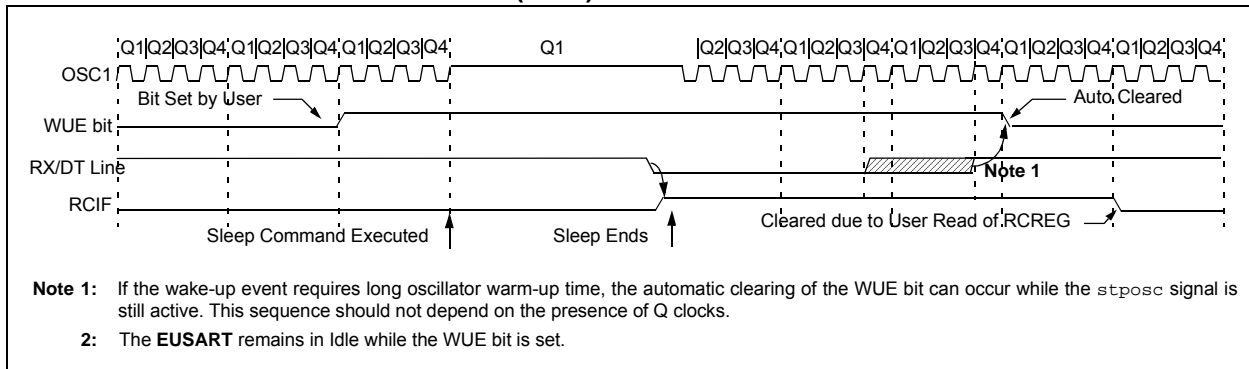 Q1 Q2 Q3 Q4 Q1 Q2 Q3 Q4 Q1 Q2 Q3 Q4 Q1 Q2 Q3 Q4 Q1 Q2 Q3 Q4 Q1 Q2 Q3 Q4 Q1 Q2 Q3 Q4 Q1 Q2 Q3 Q4
OSC1
Bit Set by User Auto Cleared
WUE bit
RX/DT Line
Note 1
RCIF
Cleared due to User Read of RCREG
Sleep Command Executed Sleep Ends
Note 1: If the wake-up event requires long oscillator warm-up time, the automatic clearing of the WUE bit can occur while the stposc signal is
still active. This sequence should not depend on the presence of Q clocks.
2: The EUSART remains in Idle while the WUE bit is set.